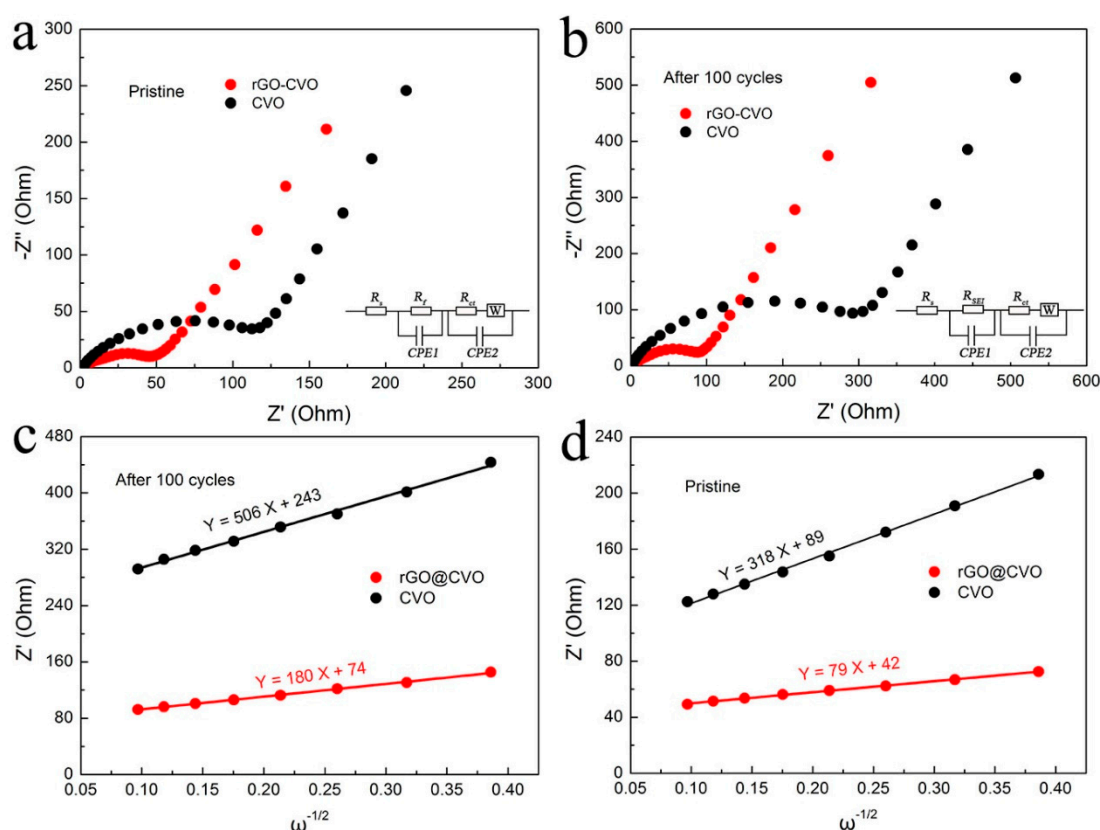 a
300
250
200
150
100
50
0
-Z" (Ohm)
Pristine
rGO-CVO
CVO
R_s
R_f
R_ct
W
CPE1
CPE2
0 50 100 150 200 250 300
Z' (Ohm)
b
600
500
400
300
200
100
0
-Z" (Ohm)
After 100 cycles
rGO-CVO
CVO
R_s
R_SEI
R_ct
W
CPE1
CPE2
0 100 200 300 400 500 600
Z' (Ohm)
c
480
400
320
240
160
80
0
Z' (Ohm)
After 100 cycles
Y = 506 X + 243
rGO@CVO
CVO
Y = 180 X + 74
0.05 0.10 0.15 0.20 0.25 0.30 0.35 0.40
ω^-1/2
d
240
200
160
120
80
40
0
Z' (Ohm)
Pristine
Y = 318 X + 89
rGO@CVO
CVO
Y = 79 X + 42
0.05 0.10 0.15 0.20 0.25 0.30 0.35 0.40
ω^-1/2